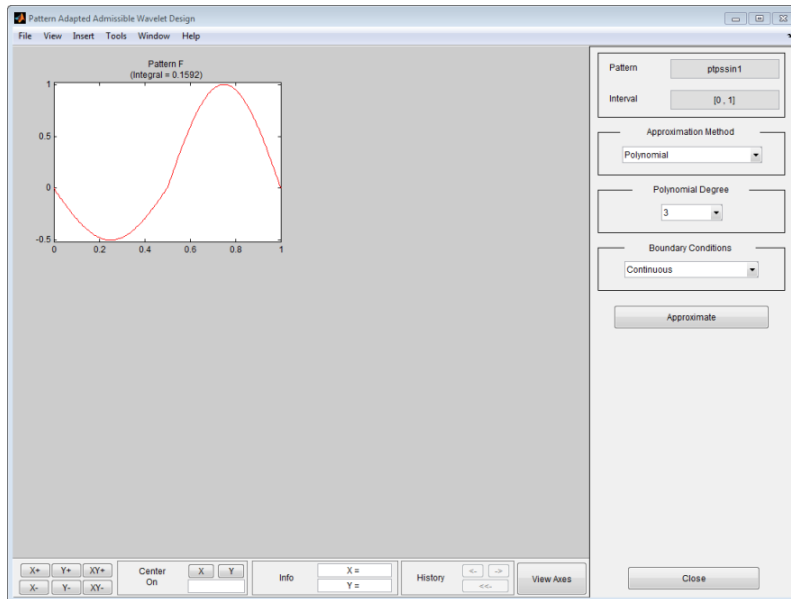 Pattern Adapted Admissible Wavelet Design
File View Insert Tools Window Help
Pattern F
(Integral = 0.1592)
1
0.5
0
-0.5
0 0.2 0.4 0.6 0.8 1
Pattern ptpssin1
Interval [0 , 1]
Approximation Method
Polynomial
Polynomial Degree
3
Boundary Conditions
Continuous
Approximate
X+ Y+ XY+
X- Y- XY-
Center
On
X Y
Info
X =
Y =
History
<- ->
<<-
View Axes
Close